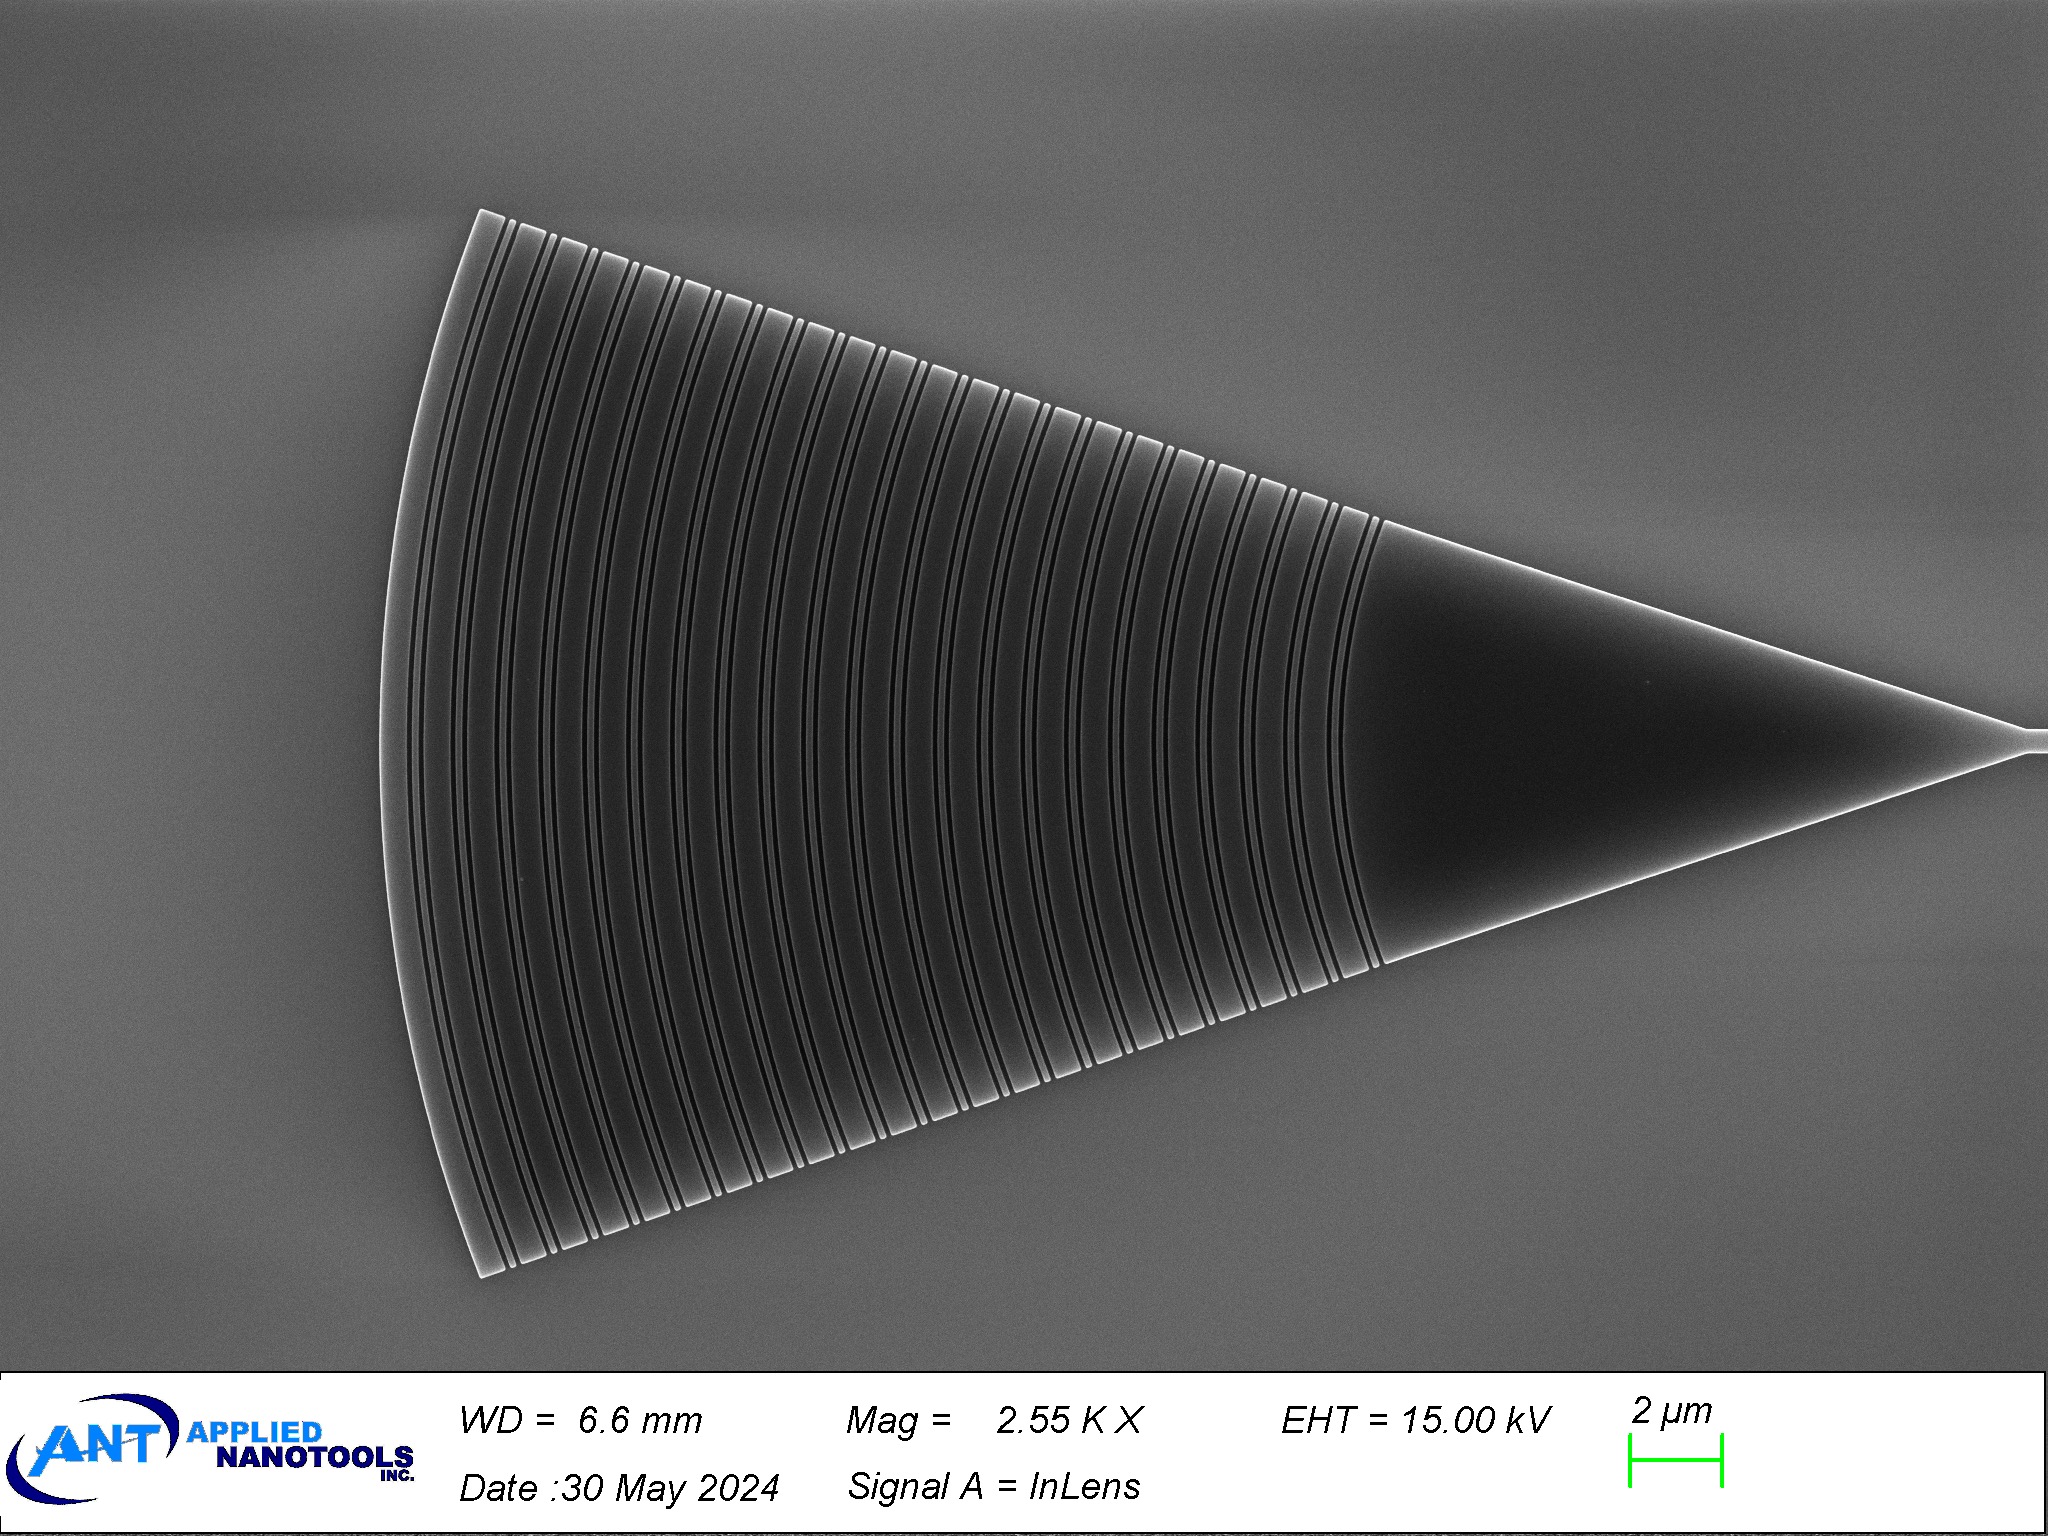 ANT APPLIED
NANOTOOLS
INC.
WD = 6.6 mm
Mag = 2.55 K X
EHT = 15.00 kV
2 µm
Date :30 May 2024
Signal A = InLens